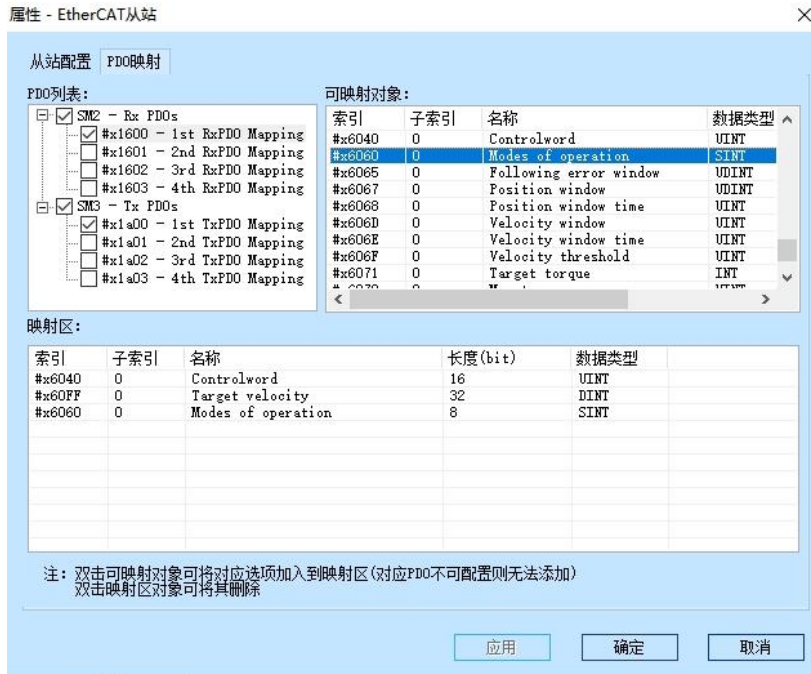 属性 - EtherCAT从站
从站配置 PDO映射
PDO列表:
SM2 - Rx PDOs
#x1600 - 1st RxPDO Mapping
#x1601 - 2nd RxPDO Mapping
#x1602 - 3rd RxPDO Mapping
#x1603 - 4th RxPDO Mapping
SM3 - Tx PDOs
#x1a00 - 1st TxPDO Mapping
#x1a01 - 2nd TxPDO Mapping
#x1a02 - 3rd TxPDO Mapping
#x1a03 - 4th TxPDO Mapping
可映射对象:
索引 子索引 名称 数据类型
#x6040 0 Controlword UINT
#x6060 0 Modes of operation SINT
#x6065 0 Following error window UDINT
#x6067 0 Position window UDINT
#x6068 0 Position window time UINT
#x606D 0 Velocity window UINT
#x606E 0 Velocity window time UINT
#x606F 0 Velocity threshold UINT
#x6071 0 Target torque INT
映射区:
索引 子索引 名称 长度(bit) 数据类型
#x6040 0 Controlword 16 UINT
#x60FF 0 Target velocity 32 DINT
#x6060 0 Modes of operation 8 SINT
注: 双击可映射对象可将对应选项加入到映射区(对应PDO不可配置则无法添加)
双击映射区对象可将其删除
应用 确定 取消